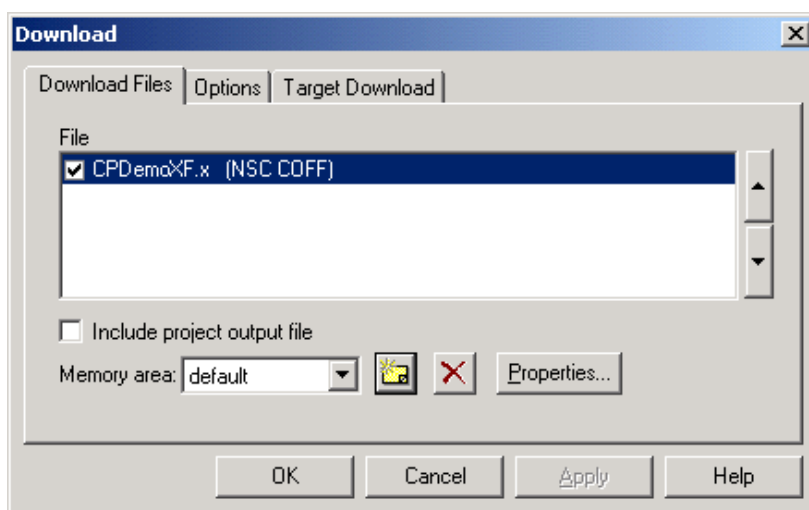 Download
Download Files Options Target Download
File
CPDemoXF.x (NSC COFF)
Include project output file
Memory area: default Properties...
OK Cancel Apply Help